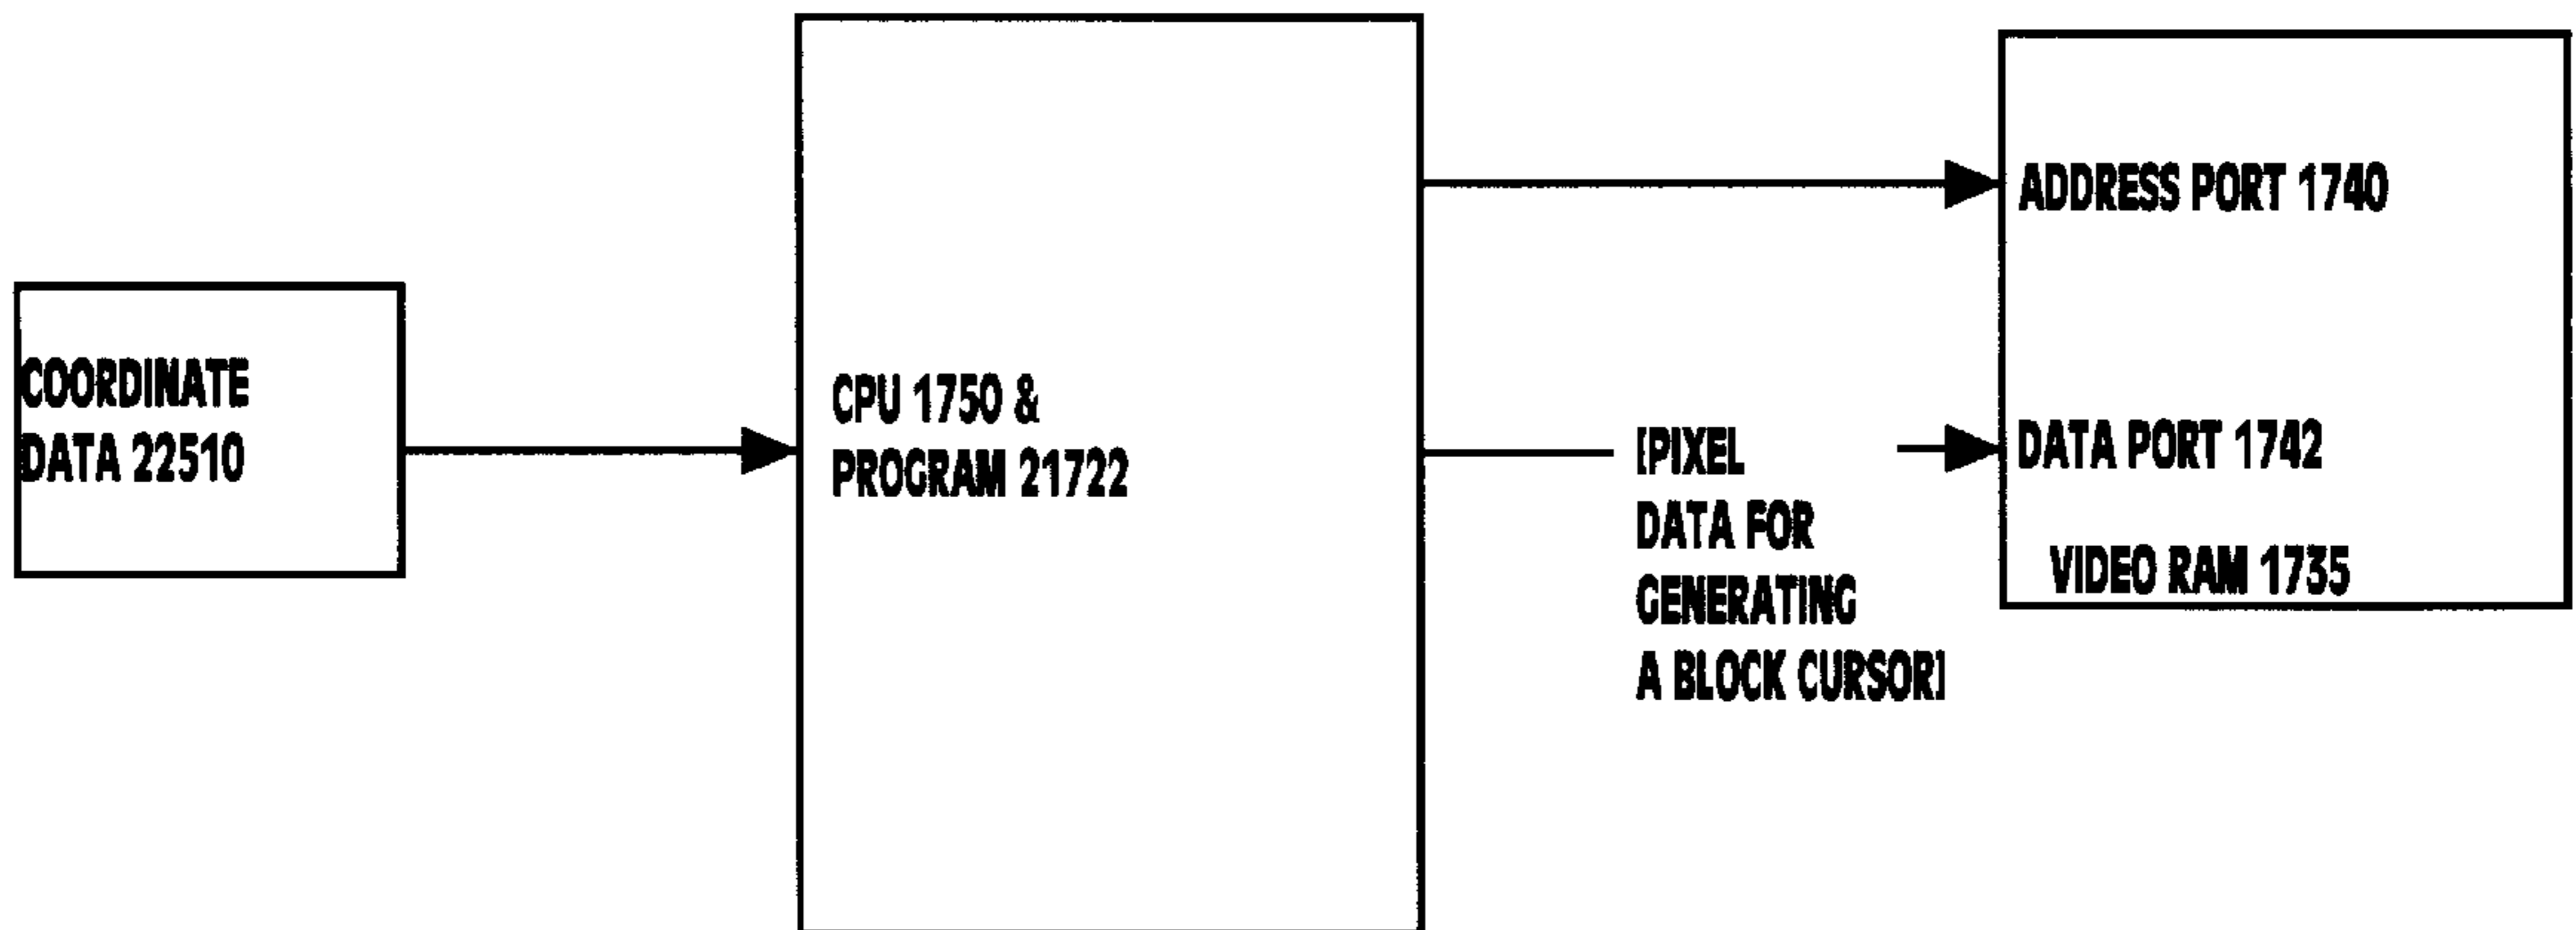 COORDINATE
DATA 22510
CPU 1750 &
PROGRAM 21722
[PIXEL
DATA FOR
GENERATING
A BLOCK CURSOR]
ADDRESS PORT 1740
DATA PORT 1742
VIDEO RAM 1735